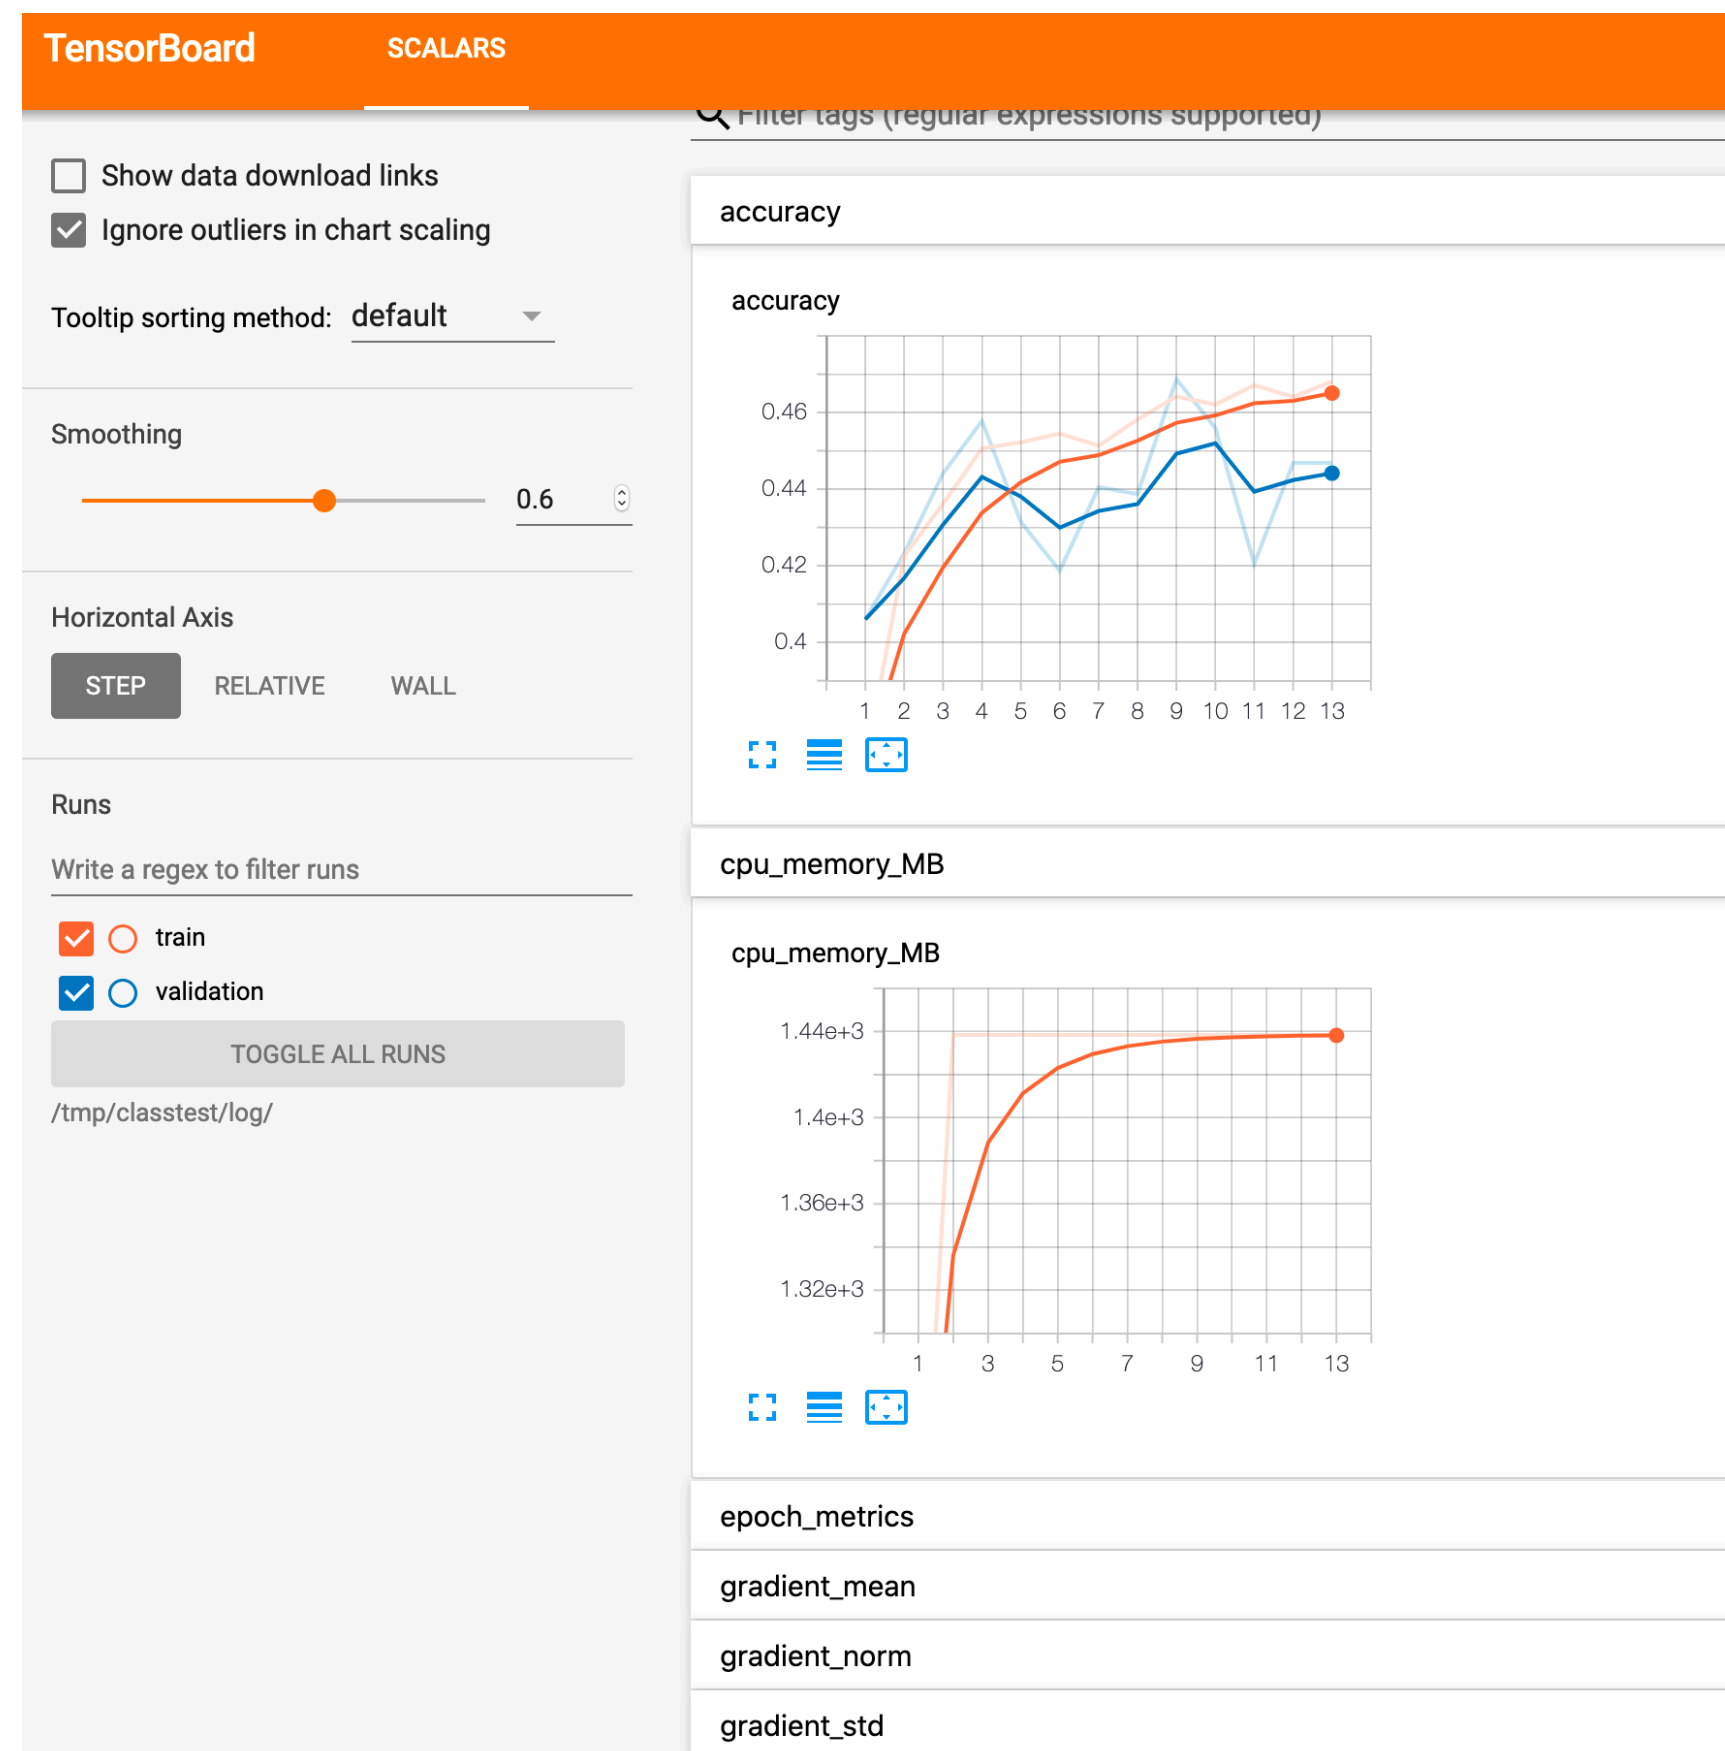 TensorBoard
SCALARS
Filter tags (regular expressions supported)
Show data download links
Ignore outliers in chart scaling
Tooltip sorting method: default
Smoothing
0.6
Horizontal Axis
STEP RELATIVE WALL
Runs
Write a regex to filter runs
train
validation
TOGGLE ALL RUNS
/tmp/classtest/log/
accuracy
accuracy
0.46
0.44
0.42
0.4
1 2 3 4 5 6 7 8 9 10 11 12 13
cpu_memory_MB
cpu_memory_MB
1.44e+3
1.4e+3
1.36e+3
1.32e+3
1 3 5 7 9 11 13
epoch_metrics
gradient_mean
gradient_norm
gradient_std